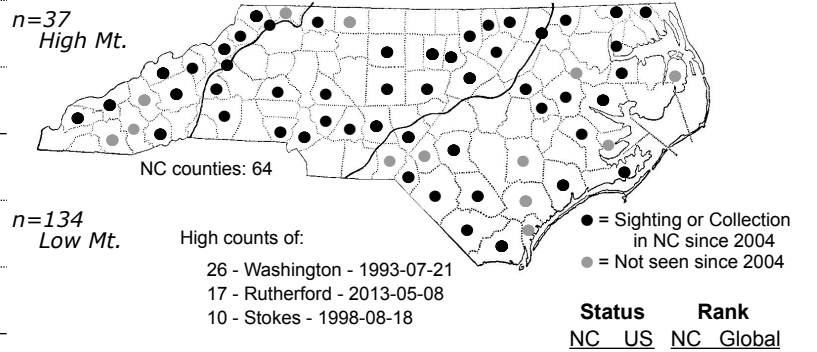 n=37
High Mt.
NC counties: 64
n=134
Low Mt.
High counts of:
26 - Washington - 1993-07-21
17 - Rutherford - 2013-05-08
10 - Stokes - 1998-08-18
= Sighting or Collection
in NC since 2004
= Not seen since 2004
Status Rank
NC US NC Global